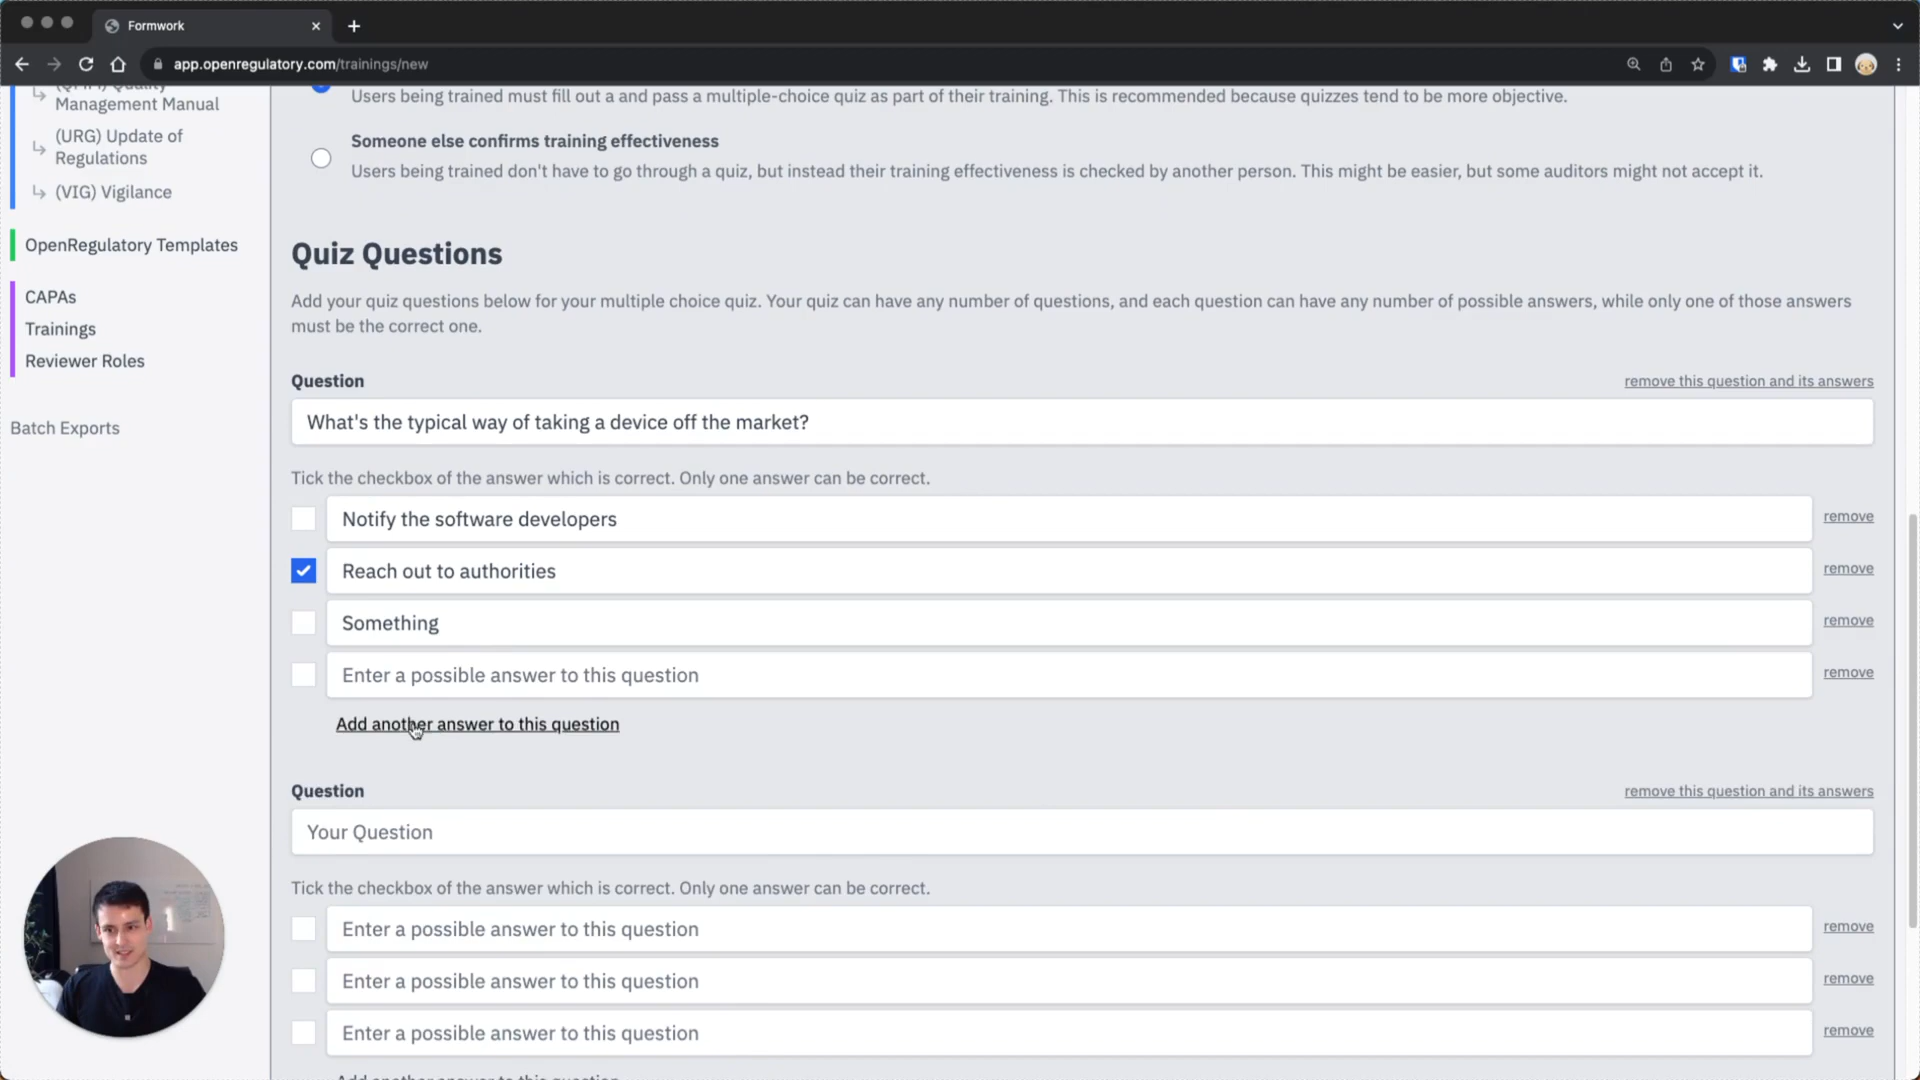 Formwork
app.openregulatory.com/trainings/new
(QMM) Quality
Management Manual
(URG) Update of
Regulations
(VIG) Vigilance
OpenRegulatory Templates
CAPAs
Trainings
Reviewer Roles
Batch Exports
Users being trained must fill out a and pass a multiple-choice quiz as part of their training. This is recommended because quizzes tend to be more objective.
Someone else confirms training effectiveness
Users being trained don't have to go through a quiz, but instead their training effectiveness is checked by another person. This might be easier, but some auditors might not accept it.
Quiz Questions
Add your quiz questions below for your multiple choice quiz. Your quiz can have any number of questions, and each question can have any number of possible answers, while only one of those answers
must be the correct one.
Question
remove this question and its answers
What's the typical way of taking a device off the market?
Tick the checkbox of the answer which is correct. Only one answer can be correct.
Notify the software developers
remove
Reach out to authorities
remove
Something
remove
Enter a possible answer to this question
remove
Add another answer to this question
Question
remove this question and its answers
Your Question
Tick the checkbox of the answer which is correct. Only one answer can be correct.
Enter a possible answer to this question
remove
Enter a possible answer to this question
remove
Enter a possible answer to this question
remove
Add another answer to this question